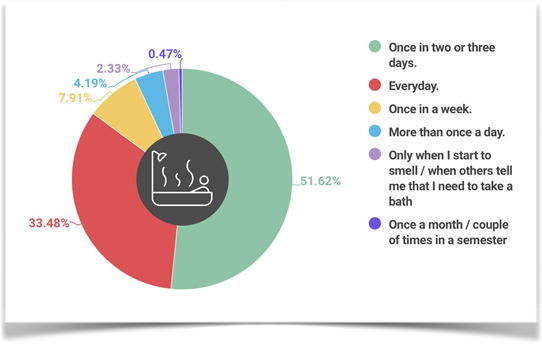 0.47%
2.33%
4.19%
7.91%
51.62%
33.48%
Once in two or three
days.
Everyday.
Once in a week.
More than once a day.
Only when I start to
smell / when others tell
me that I need to take a
bath
Once a month / couple
of times in a semester